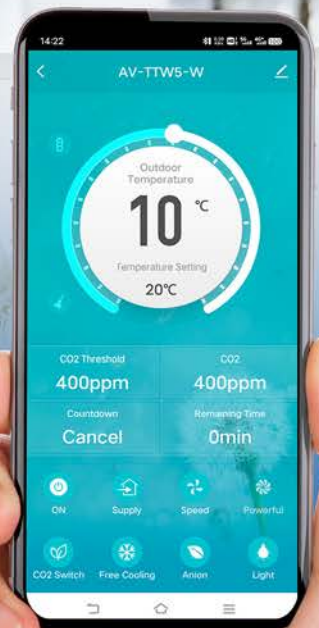 14:22
AV-TTW5-W
Outdoor
Temperature
10 °C
Temperature Setting
20°C
CO2 Threshold
CO2
400ppm
400ppm
Countdown
Remaining Time
Cancel
0min
ON
Supply
Speed
Powerful
CO2 Switch
Free Cooling
Anion
Light